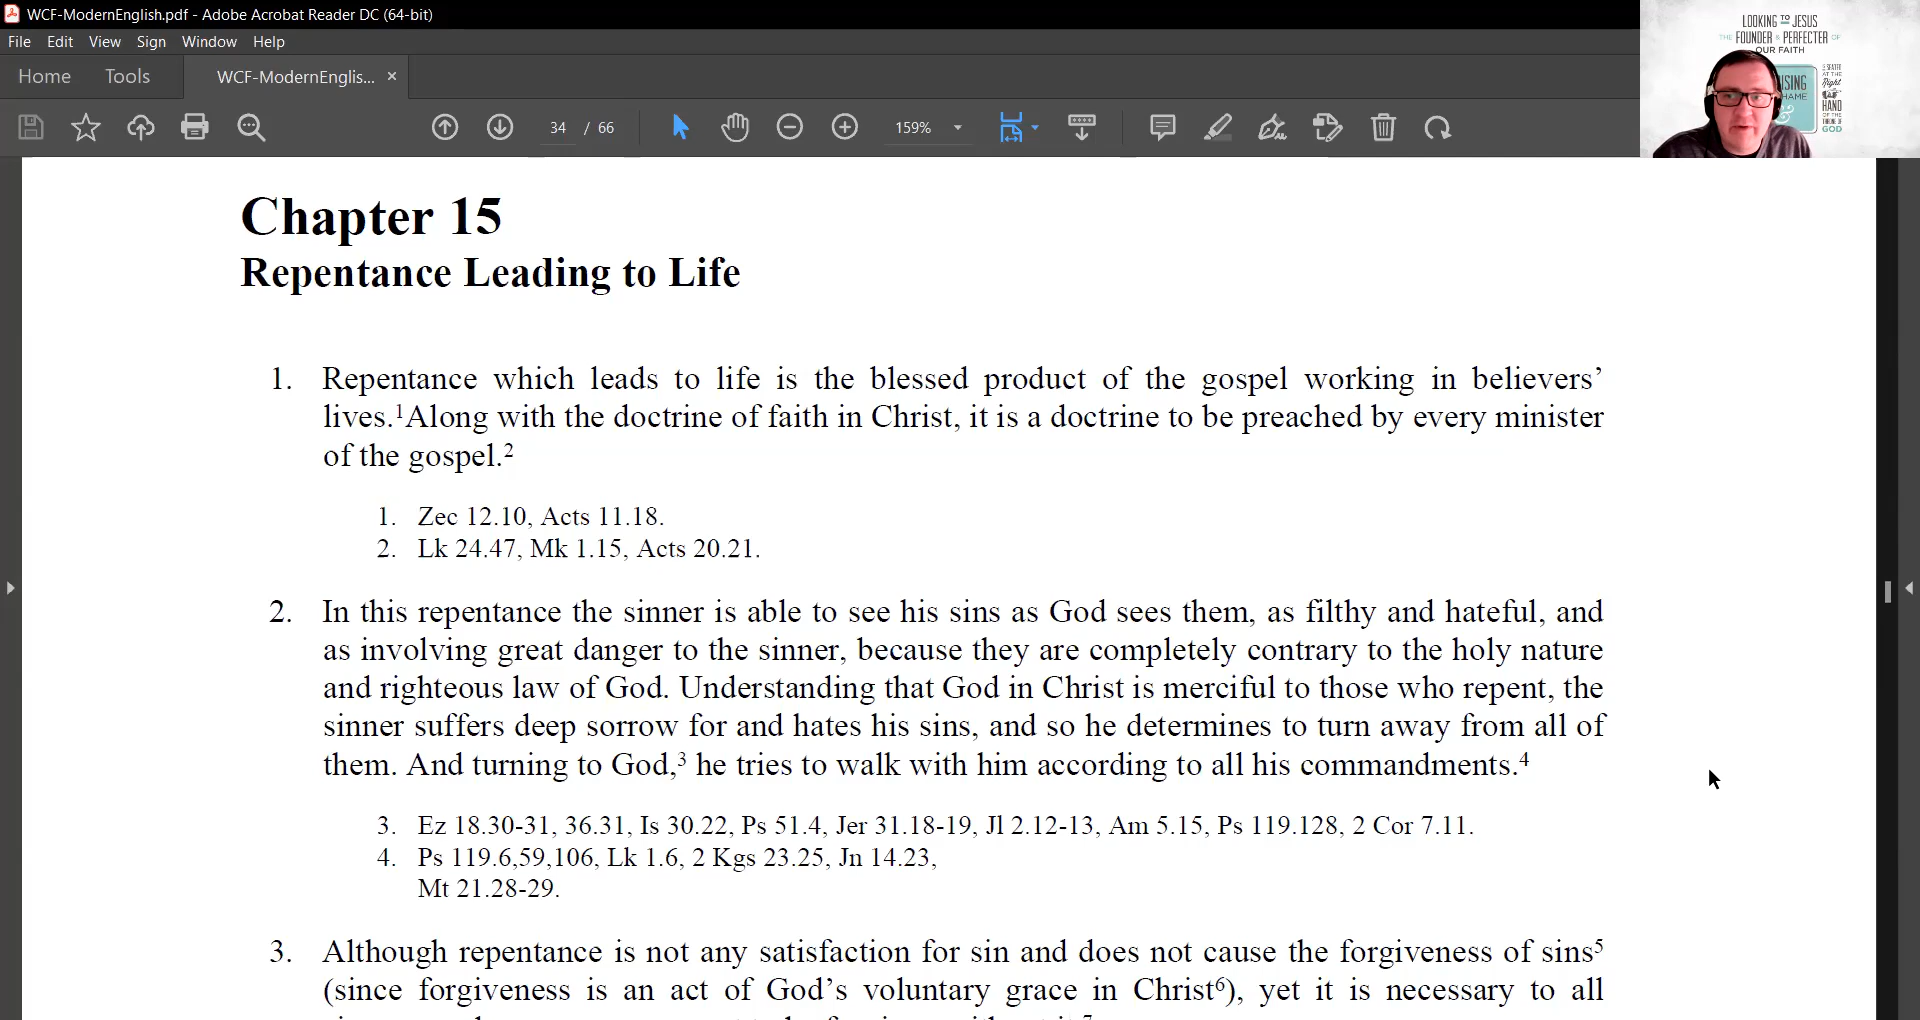 WCF-ModernEnglish.pdf - Adobe Acrobat Reader DC (64-bit)
File Edit View Sign Window Help
Home Tools WCF-ModernEnglis... ×
34 / 66 159%
LOOKING TO JESUS
THE FOUNDER & PERFECTER OF
OUR FAITH
IS SEATED
AT THE
Right
HAND
OF THE
THRONE OF
GOD
Chapter 15
Repentance Leading to Life
1. Repentance which leads to life is the blessed product of the gospel working in believers’
lives.¹Along with the doctrine of faith in Christ, it is a doctrine to be preached by every minister
of the gospel.²
1. Zec 12.10, Acts 11.18.
2. Lk 24.47, Mk 1.15, Acts 20.21.
2. In this repentance the sinner is able to see his sins as God sees them, as filthy and hateful, and
as involving great danger to the sinner, because they are completely contrary to the holy nature
and righteous law of God. Understanding that God in Christ is merciful to those who repent, the
sinner suffers deep sorrow for and hates his sins, and so he determines to turn away from all of
them. And turning to God,³ he tries to walk with him according to all his commandments.⁴
3. Ez 18.30-31, 36.31, Is 30.22, Ps 51.4, Jer 31.18-19, Jl 2.12-13, Am 5.15, Ps 119.128, 2 Cor 7.11.
4. Ps 119.6,59,106, Lk 1.6, 2 Kgs 23.25, Jn 14.23,
Mt 21.28-29.
3. Although repentance is not any satisfaction for sin and does not cause the forgiveness of sins⁵
(since forgiveness is an act of God’s voluntary grace in Christ⁶), yet it is necessary to all